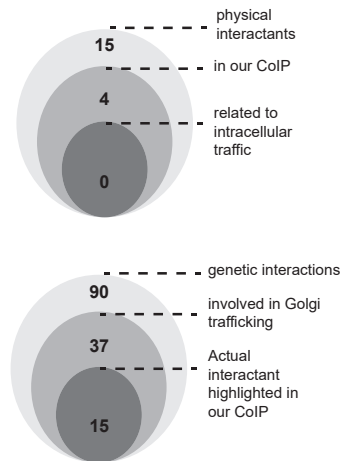 physical
interactants
15
in our CoIP
4
related to
intracellular
traffic
0
genetic interactions
90
involved in Golgi
trafficking
37
Actual
interactant
highlighted in
our CoIP
15